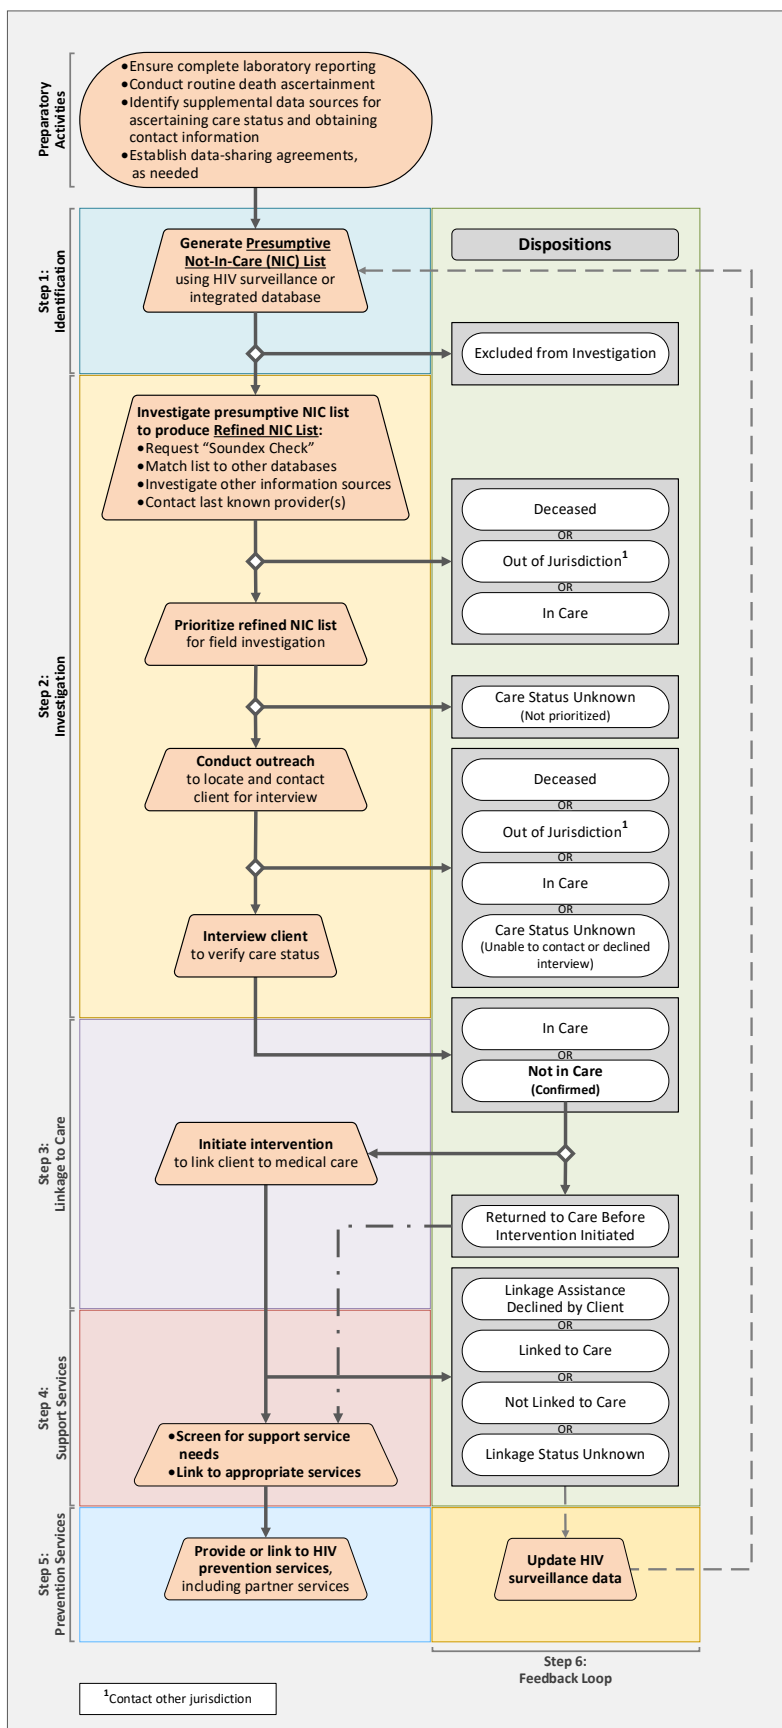 Preparatory
Activities
●Ensure complete laboratory reporting
●Conduct routine death ascertainment
●Identify supplemental data sources for
ascertaining care status and obtaining
contact information
●Establish data-sharing agreements,
as needed
Step 1:
Identification
Generate Presumptive
Not-In-Care (NIC) List
using HIV surveillance or
integrated database
Dispositions
Excluded from Investigation
Step 2:
Investigation
Investigate presumptive NIC list
to produce Refined NIC List:
●Request “Soundex Check”
●Match list to other databases
●Investigate other information sources
●Contact last known provider(s)
Deceased
OR
Out of Jurisdiction1
OR
In Care
Prioritize refined NIC list
for field investigation
Care Status Unknown
(Not prioritized)
Conduct outreach
to locate and contact
client for interview
Deceased
OR
Out of Jurisdiction1
OR
In Care
OR
Care Status Unknown
(Unable to contact or declined
interview)
Interview client
to verify care status
In Care
OR
Not in Care
(Confirmed)
Step 3:
Linkage to Care
Initiate intervention
to link client to medical care
Returned to Care Before
Intervention Initiated
Linkage Assistance
Declined by Client
OR
Linked to Care
OR
Not Linked to Care
OR
Linkage Status Unknown
Step 4:
Support Services
●Screen for support service
needs
●Link to appropriate services
Step 5:
Prevention Services
Provide or link to HIV
prevention services,
including partner services
Update HIV
surveillance data
Step 6:
Feedback Loop
1Contact other jurisdiction